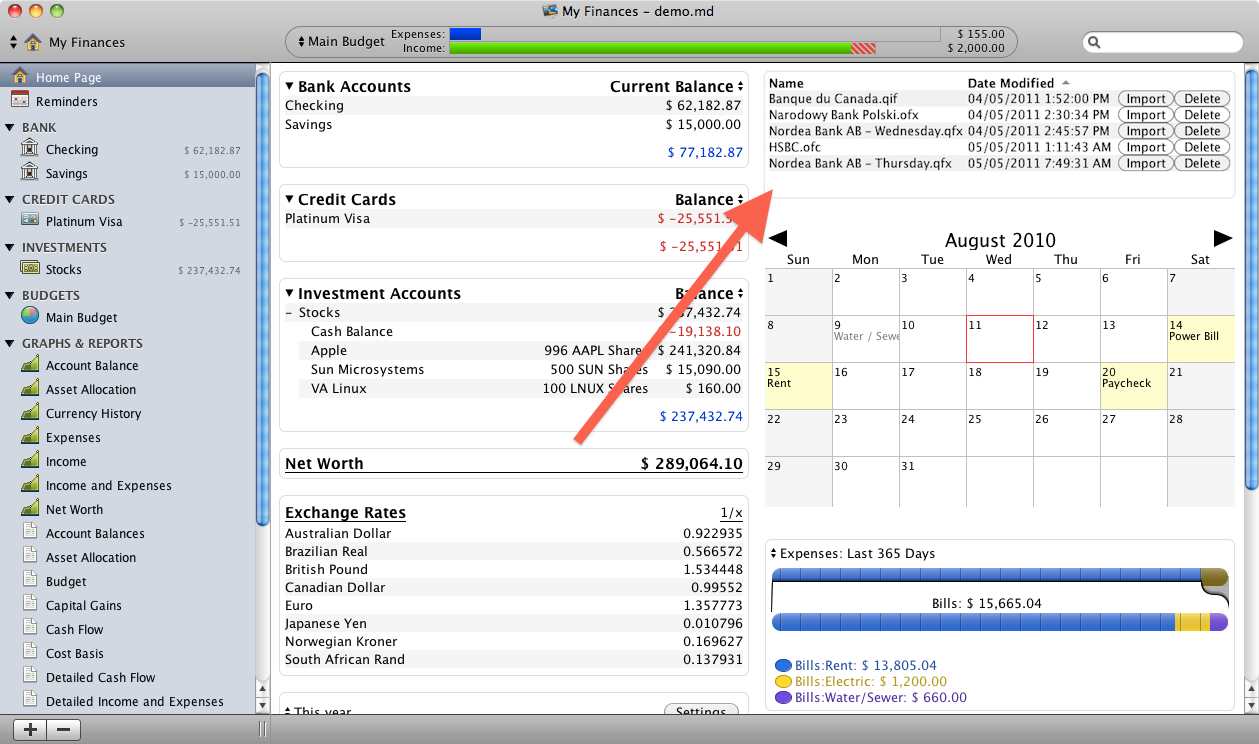 My Finances – demo.md
My Finances
Main Budget
Expenses:
$ 155.00
Income:
$ 2,000.00
Home Page
Reminders
BANK
Checking $ 62,182.87
Savings $ 15,000.00
CREDIT CARDS
Platinum Visa $ –25,551.51
INVESTMENTS
Stocks $ 237,432.74
BUDGETS
Main Budget
GRAPHS & REPORTS
Account Balance
Asset Allocation
Currency History
Expenses
Income
Income and Expenses
Net Worth
Account Balances
Asset Allocation
Budget
Capital Gains
Cash Flow
Cost Basis
Detailed Cash Flow
Detailed Income and Expenses
Bank Accounts Current Balance
Checking $ 62,182.87
Savings $ 15,000.00
$ 77,182.87
Credit Cards Balance
Platinum Visa $ –25,551.
$ –25,551. 1
Investment Accounts Balance
– Stocks $ 237,432.74
Cash Balance –19,138.10
Apple 996 AAPL Shares $ 241,320.84
Sun Microsystems 500 SUN Shares $ 15,090.00
VA Linux 100 LNUX Shares $ 160.00
$ 237,432.74
Net Worth $ 289,064.10
Exchange Rates 1/x
Australian Dollar 0.922935
Brazilian Real 0.566572
British Pound 1.534448
Canadian Dollar 0.99552
Euro 1.357773
Japanese Yen 0.010796
Norwegian Kroner 0.169627
South African Rand 0.137931
This year Settings
Name Date Modified
Banque du Canada.qif 04/05/2011 1:52:00 PM Import Delete
Narodowy Bank Polski.ofx 04/05/2011 2:30:34 PM Import Delete
Nordea Bank AB – Wednesday.qfx 04/05/2011 2:45:57 PM Import Delete
HSBC.ofc 05/05/2011 1:11:43 AM Import Delete
Nordea Bank AB – Thursday.qfx 05/05/2011 7:49:31 AM Import Delete
August 2010
Sun Mon Tue Wed Thu Fri Sat
1 2 3 4 5 6 7
8 9 10 11 12 13 14
Water / Sewe Power Bill
15 16 17 18 19 20 21
Rent Paycheck
22 23 24 25 26 27 28
29 30 31
Expenses: Last 365 Days
Bills: $ 15,665.04
Bills:Rent: $ 13,805.04
Bills:Electric: $ 1,200.00
Bills:Water/Sewer: $ 660.00